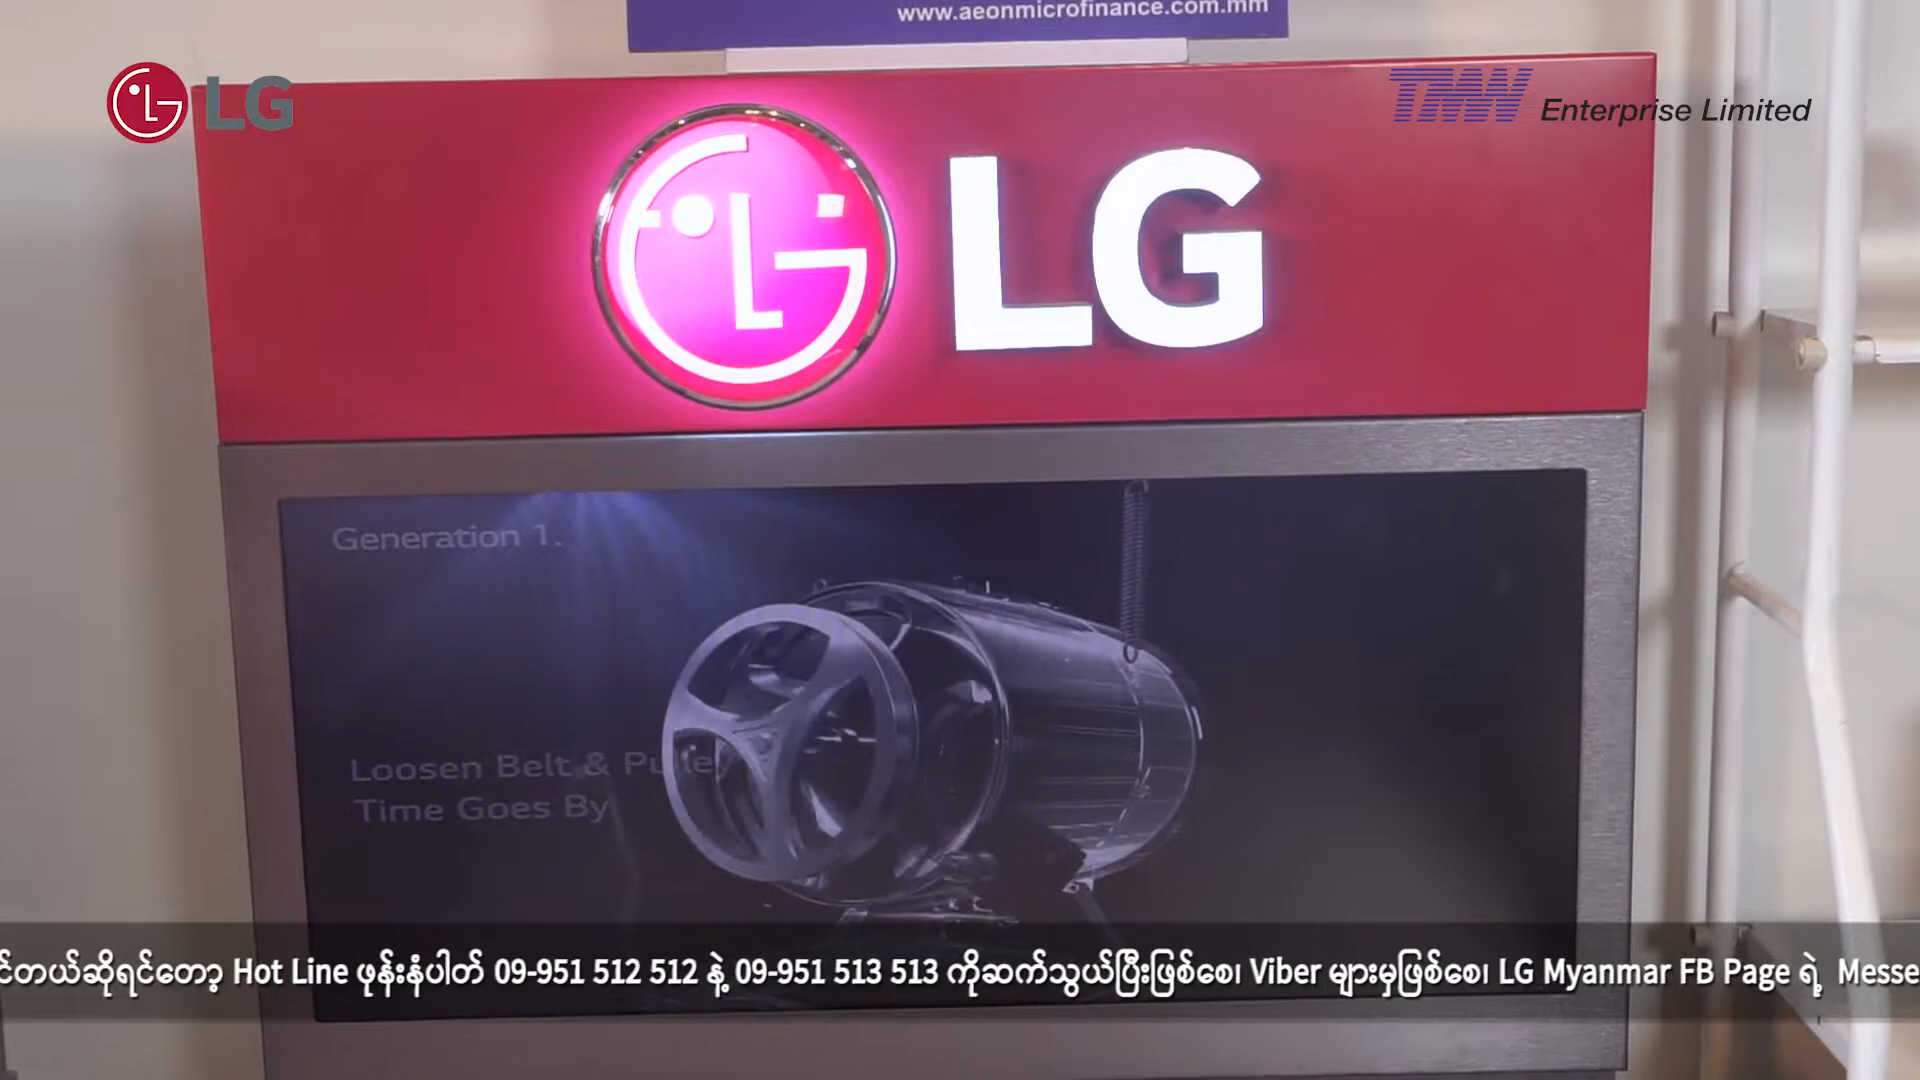 www.aeonmicrofinance.com.mm
LG
TMW Enterprise Limited
LG
Generation 1.
Loosen Belt & Pulley
Time Goes By
င်တယ်ဆိုရင်တော့ Hot Line ဖုန်းနံပါတ် 09-951 512 512 နဲ့ 09-951 513 513 ကိုဆက်သွယ်ပြီးဖြစ်စေ၊ Viber များမှဖြစ်စေ၊ LG Myanmar FB Page ရဲ့ Messe